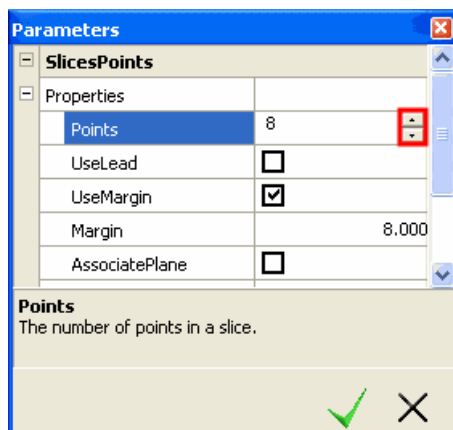 Parameters
SlicesPoints
Properties
Points 8
UseLead
UseMargin
Margin 8.000
AssociatePlane
Points
The number of points in a slice.